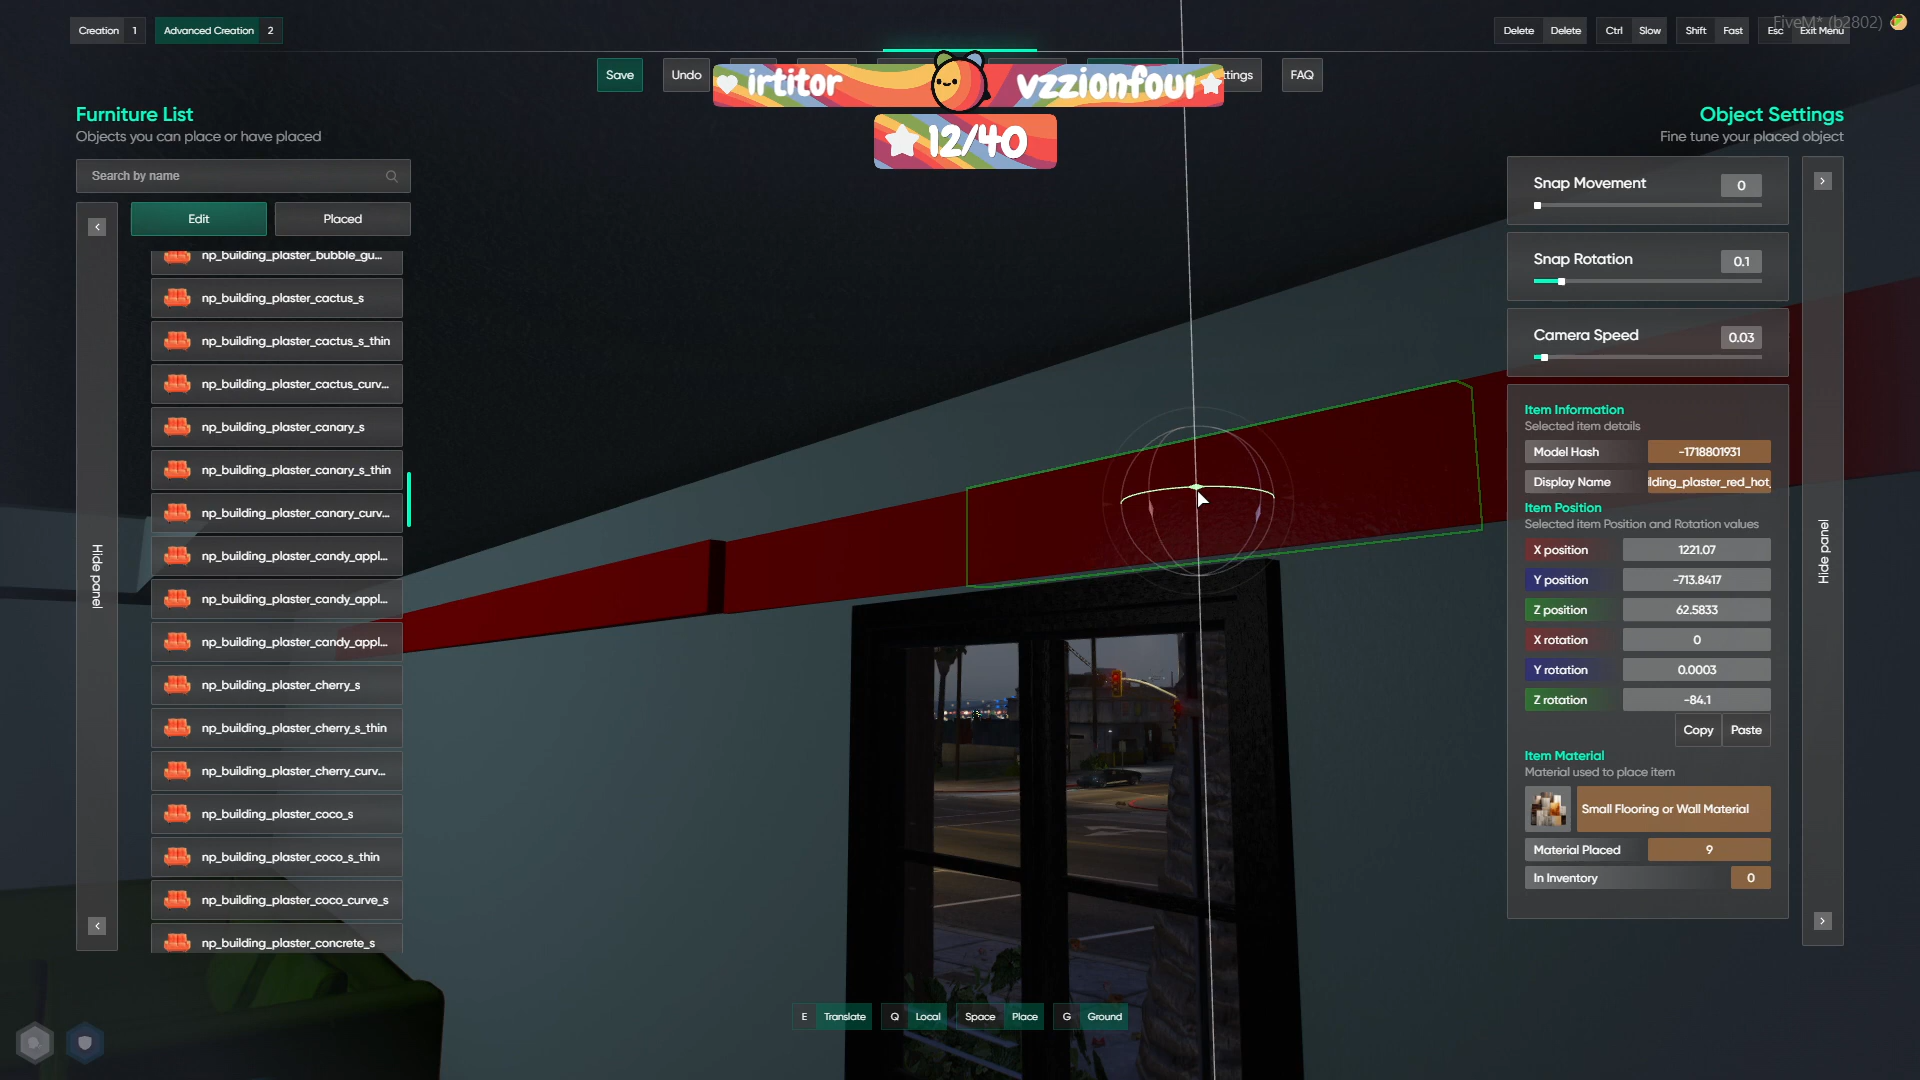 Creation 1
Advanced Creation 2
Delete Delete
Ctrl Slow
Shift Fast
Esc Exit Menu
FiveM* (b2802)
Save
Undo
ttings
FAQ
irtitor
vzzionfour
12/40
Furniture List
Objects you can place or have placed
Search by name
Edit
Placed
Hide panel
np_building_plaster_bubble_gu...
np_building_plaster_cactus_s
np_building_plaster_cactus_s_thin
np_building_plaster_cactus_curv...
np_building_plaster_canary_s
np_building_plaster_canary_s_thin
np_building_plaster_canary_curv...
np_building_plaster_candy_appl...
np_building_plaster_candy_appl...
np_building_plaster_candy_appl...
np_building_plaster_cherry_s
np_building_plaster_cherry_s_thin
np_building_plaster_cherry_curv...
np_building_plaster_coco_s
np_building_plaster_coco_s_thin
np_building_plaster_coco_curve_s
np_building_plaster_concrete_s
Object Settings
Fine tune your placed object
Snap Movement 0
Snap Rotation 0.1
Camera Speed 0.03
Item Information
Selected item details
Model Hash -1718801931
Display Name ilding_plaster_red_hot_
Item Position
Selected item Position and Rotation values
X position 1221.07
Y position -713.8417
Z position 62.5833
X rotation 0
Y rotation 0.0003
Z rotation -84.1
Copy Paste
Item Material
Material used to place item
Small Flooring or Wall Material
Material Placed 9
In Inventory 0
Hide panel
E Translate
Q Local
Space Place
G Ground